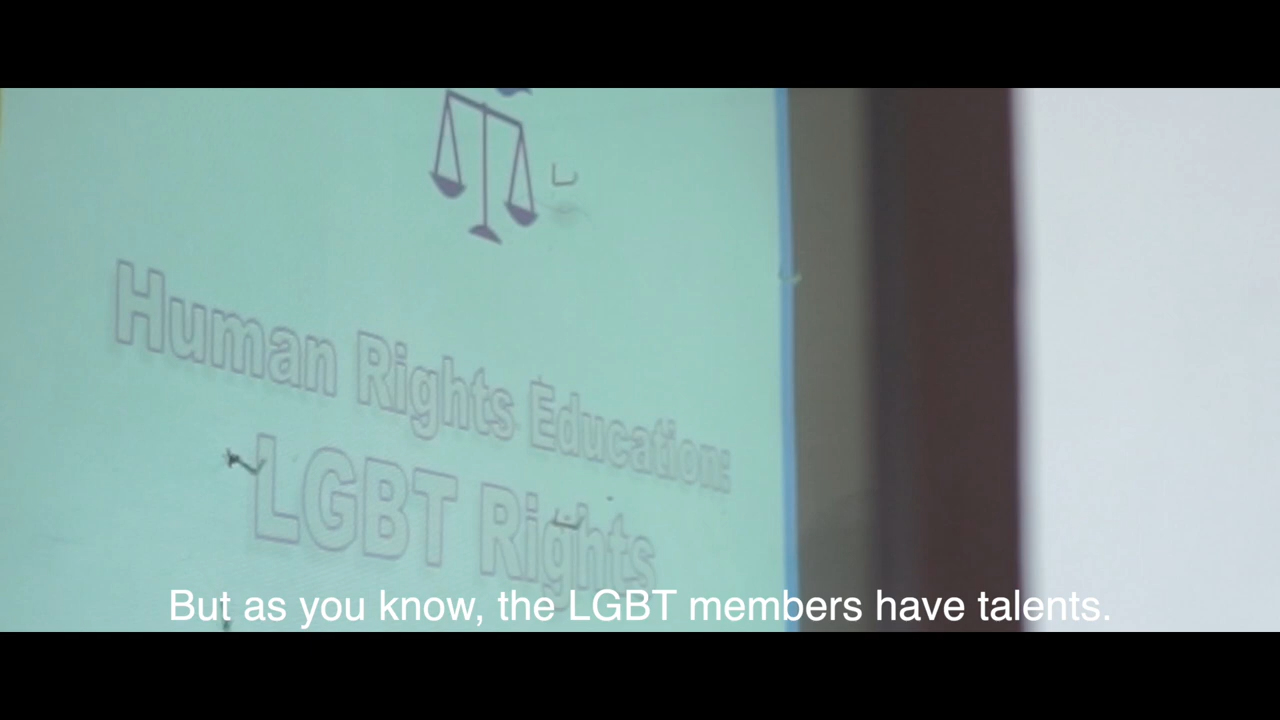 Human Rights Education:
LGBT Rights
But as you know, the LGBT members have talents.